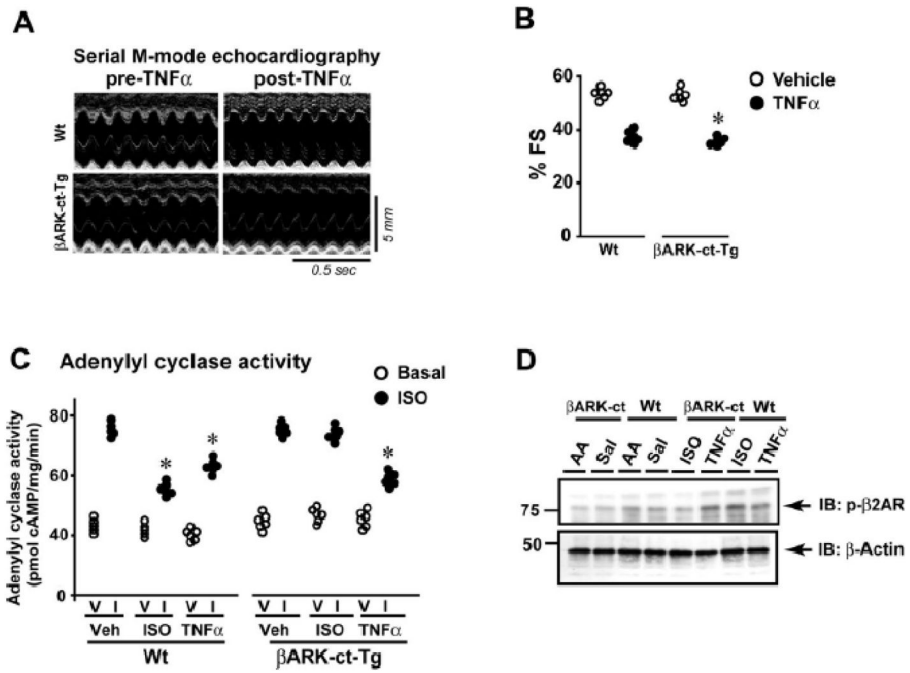 A
Serial M-mode echocardiography
pre-TNFα
post-TNFα
Wt
βARK-ct-Tg
5 mm
0.5 sec
B
% FS
60
40
20
0
*
Vehicle
TNFα
Wt
βARK-ct-Tg
C
Adenylyl cyclase activity
Basal
ISO
Adenylyl cyclase activity
(pmol cAMP/mg/min)
80
60
40
0
* * *
V I V I V I V I V I V I
Veh ISO TNFα Veh ISO TNFα
Wt βARK-ct-Tg
D
βARK-ct Wt βARK-ct Wt
AA Sal AA Sal ISO TNFα ISO TNFα
75
IB: p-β2AR
50
IB: β-Actin